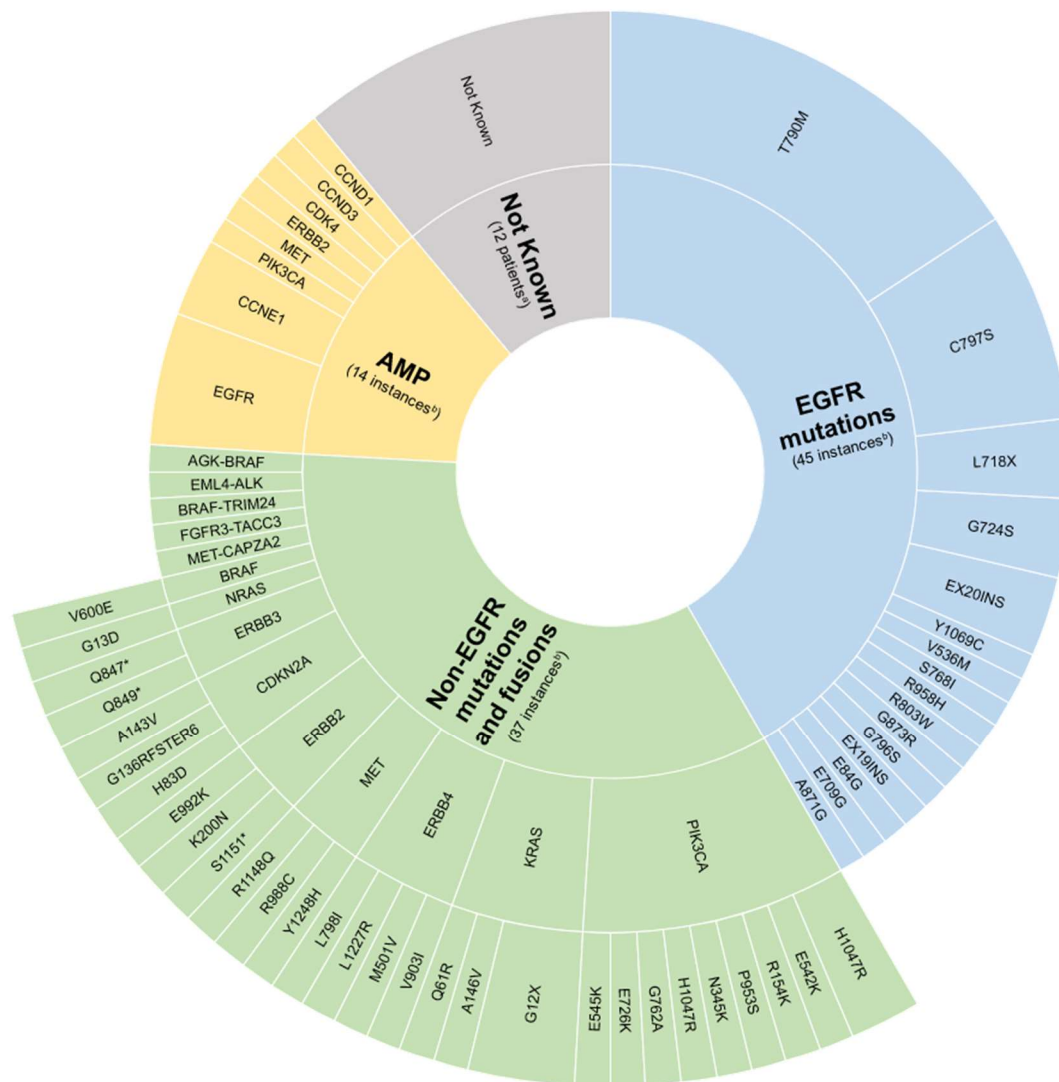 Not Known
Not Known
(12 patientsᵃ)
T790M
C797S
L718X
G724S
EX20INS
Y1069C
V536M
S768I
R958H
R803W
G873R
G796S
EX19INS
E84G
E709G
A871G
EGFR
mutations
(45 instancesᵇ)
CCND1
CCND3
CDK4
ERBB2
MET
PIK3CA
CCNE1
EGFR
AMP
(14 instancesᵇ)
AGK-BRAF
EML4-ALK
BRAF-TRIM24
FGFR3-TACC3
MET-CAPZA2
BRAF
NRAS
ERBB3
CDKN2A
ERBB2
MET
ERBB4
KRAS
PIK3CA
Non-EGFR
mutations
and fusions
(37 instancesᵇ)
V600E
G13D
Q847*
Q849*
A143V
G136RFSTER6
H83D
E992K
K200N
S1151*
R1148Q
R988C
Y1248H
L798I
L1227R
M501V
V903I
Q61R
A146V
G12X
E545K
E726K
G762A
H1047R
N345K
P953S
R154K
E542K
H1047R